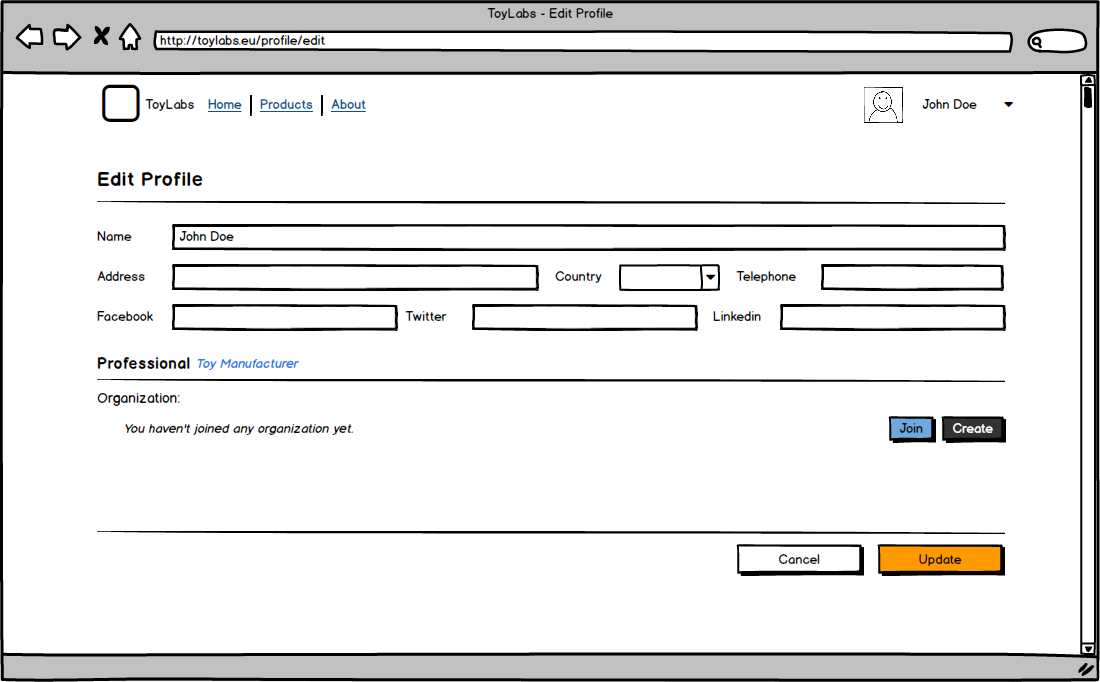 ToyLabs - Edit Profile
http://toylabs.eu/profile/edit
ToyLabs Home Products About John Doe
Edit Profile
Name John Doe
Address Country Telephone
Facebook Twitter Linkedin
Professional Toy Manufacturer
Organization:
You haven't joined any organization yet. Join Create
Cancel Update